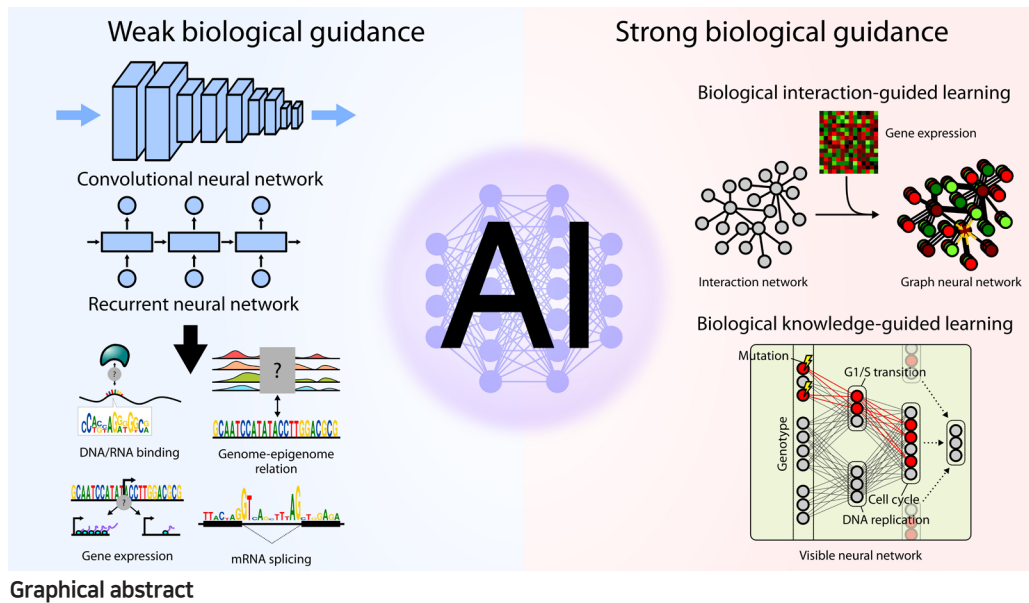 Weak biological guidance
Convolutional neural network
Recurrent neural network
?
DNA/RNA binding
?
GCAATCCATATACCTTGGACGCG
Genome-epigenome
relation
GCAATCCATATACCTTGGACGCG
?
Gene expression
mRNA splicing
AI
Strong biological guidance
Biological interaction-guided learning
Gene expression
Interaction network
Graph neural network
Biological knowledge-guided learning
Mutation
G1/S transition
Genotype
Cell cycle
DNA replication
Visible neural network
Graphical abstract